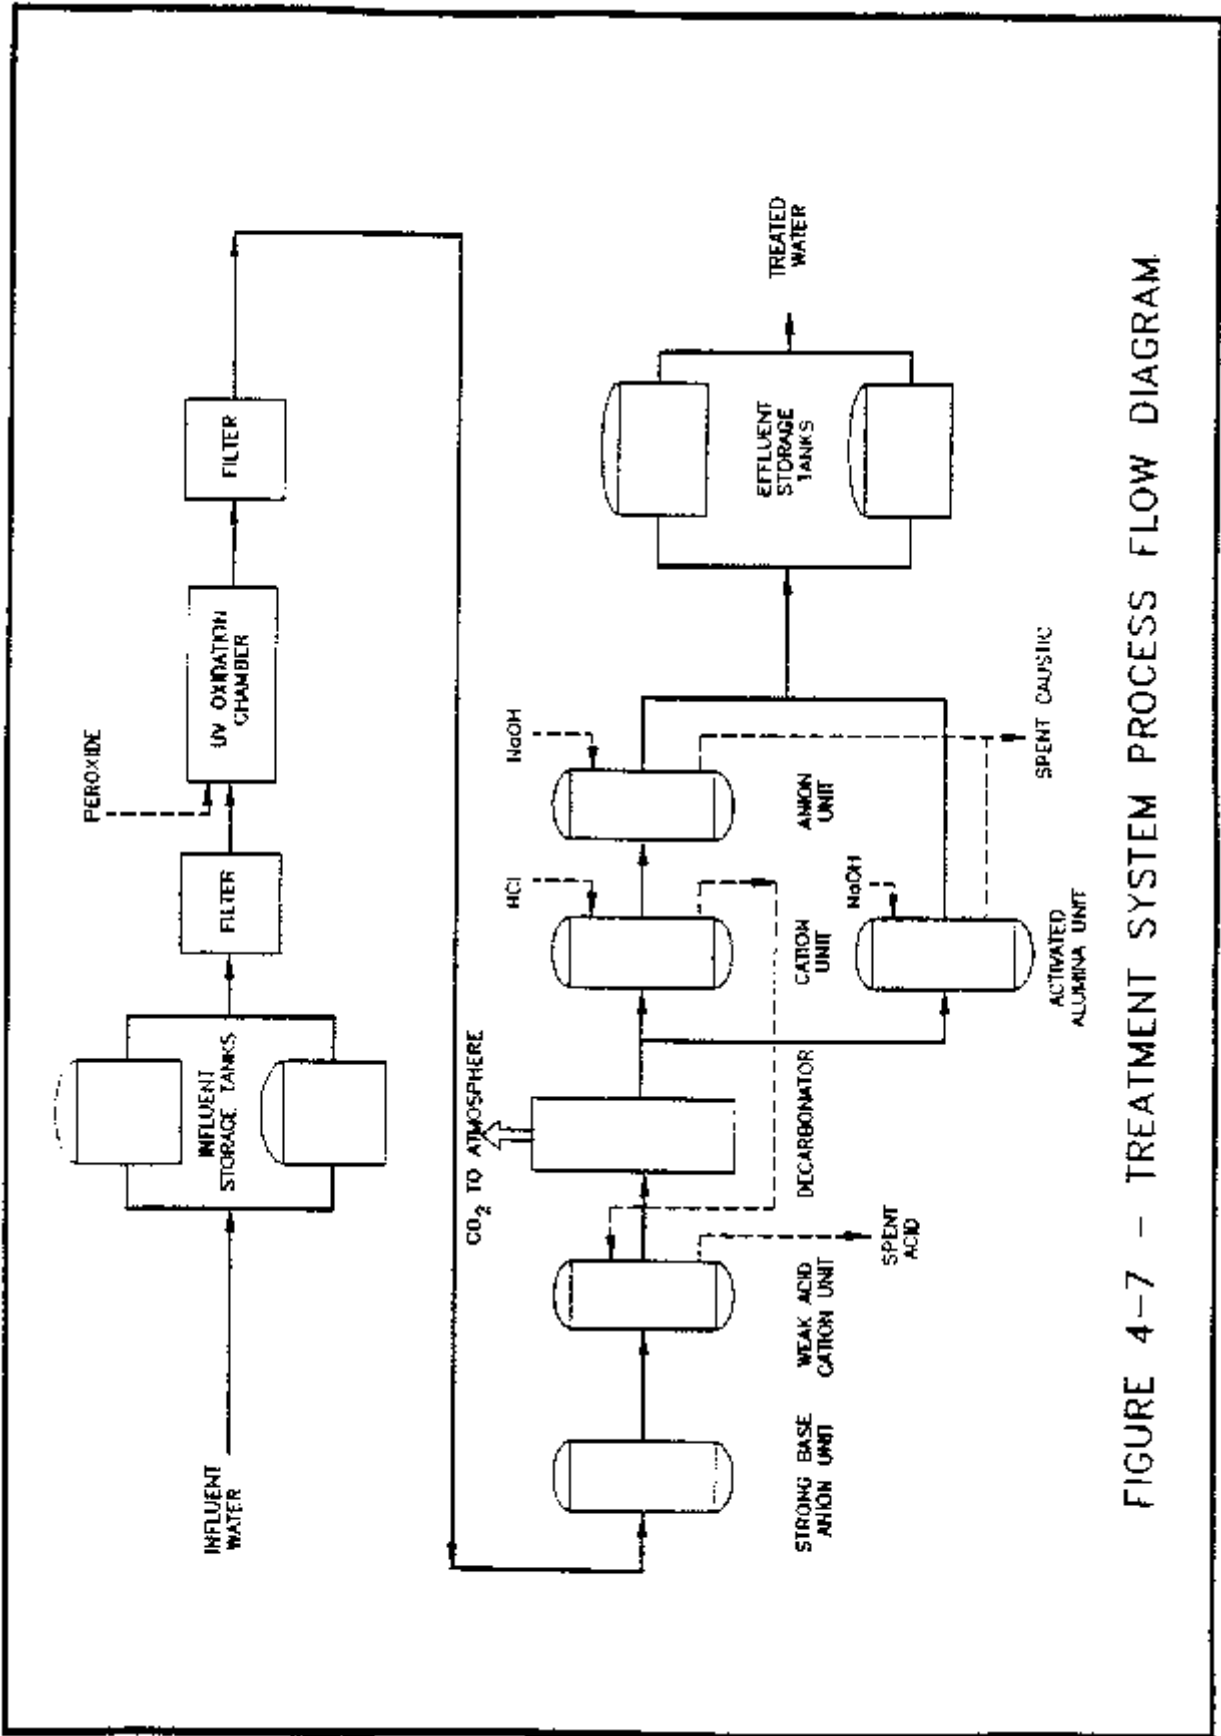 INFLUENT
WATER
INFLUENT
STORAGE TANKS
FILTER
PEROXIDE
UV OXIDATION
CHAMBER
FILTER
CO2 TO ATMOSPHERE
STRONG BASE
ANION UNIT
WEAK ACID
CATION UNIT
SPENT
ACID
DECARBONATOR
HCl
CATION
UNIT
NaOH
ANION
UNIT
NaOH
ACTIVATED
ALUMINA UNIT
SPENT CAUSTIC
EFFLUENT
STORAGE
TANKS
TREATED
WATER
FIGURE 4-7 - TREATMENT SYSTEM PROCESS FLOW DIAGRAM